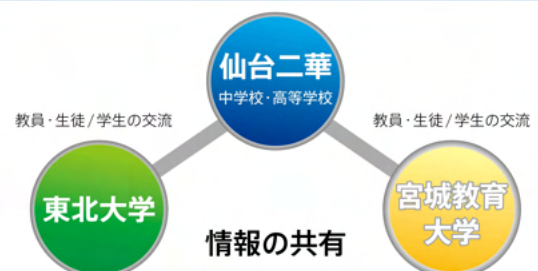 仙台二華
中学校・高等学校
教員・生徒/学生の交流
教員・生徒/学生の交流
東北大学
宮城教育
大学
情報の共有